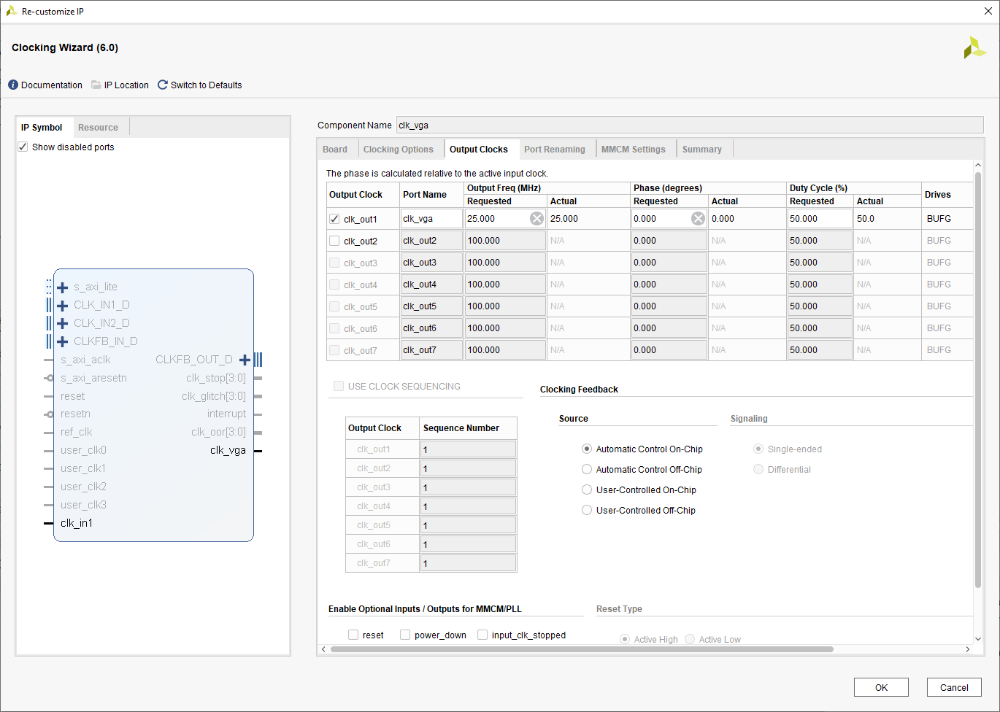 Re-customize IP
Clocking Wizard (6.0)
Documentation IP Location Switch to Defaults
IP Symbol Resource
Show disabled ports
s_axi_lite
CLK_IN1_D
CLK_IN2_D
CLKFB_IN_D
s_axi_aclk CLKFB_OUT_D
s_axi_aresetn clk_stop[3:0]
reset clk_glitch[3:0]
resetn interrupt
ref_clk clk_oor[3:0]
user_clk0 clk_vga
user_clk1
user_clk2
user_clk3
clk_in1
Component Name clk_vga
Board Clocking Options Output Clocks Port Renaming MMCM Settings Summary
The phase is calculated relative to the active input clock.
Output Clock Port Name Output Freq (MHz) Phase (degrees) Duty Cycle (%) Drives
Requested Actual Requested Actual Requested Actual
clk_out1 clk_vga 25.000 25.000 0.000 0.000 50.000 50.0 BUFG
clk_out2 clk_out2 100.000 N/A 0.000 N/A 50.000 N/A BUFG
clk_out3 clk_out3 100.000 N/A 0.000 N/A 50.000 N/A BUFG
clk_out4 clk_out4 100.000 N/A 0.000 N/A 50.000 N/A BUFG
clk_out5 clk_out5 100.000 N/A 0.000 N/A 50.000 N/A BUFG
clk_out6 clk_out6 100.000 N/A 0.000 N/A 50.000 N/A BUFG
clk_out7 clk_out7 100.000 N/A 0.000 N/A 50.000 N/A BUFG
USE CLOCK SEQUENCING
Output Clock Sequence Number
clk_out1 1
clk_out2 1
clk_out3 1
clk_out4 1
clk_out5 1
clk_out6 1
clk_out7 1
Clocking Feedback
Source Signaling
Automatic Control On-Chip Single-ended
Automatic Control Off-Chip Differential
User-Controlled On-Chip
User-Controlled Off-Chip
Enable Optional Inputs / Outputs for MMCM/PLL Reset Type
reset power_down input_clk_stopped Active High Active Low
OK Cancel